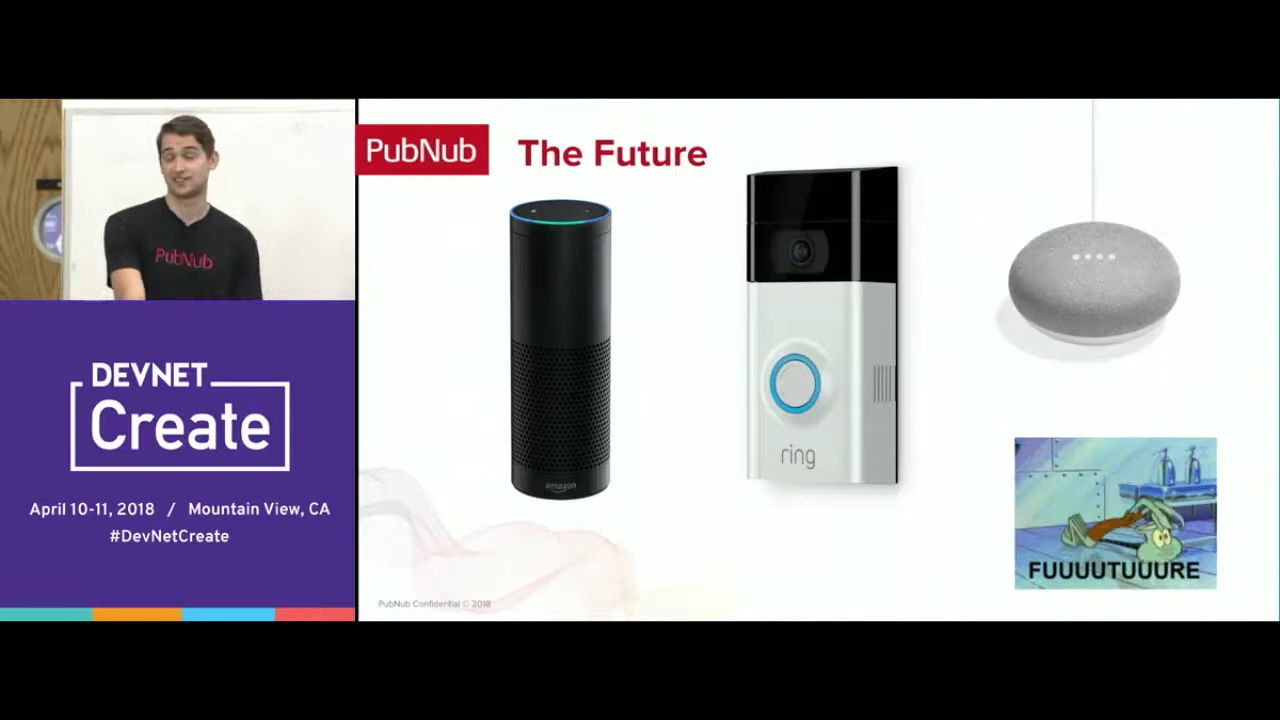 PubNub
DEVNET
Create
April 10-11, 2018 / Mountain View, CA
#DevNetCreate
PubNub
The Future
amazon
ring
FUUUUTUUURE
PubNub Confidential © 2018